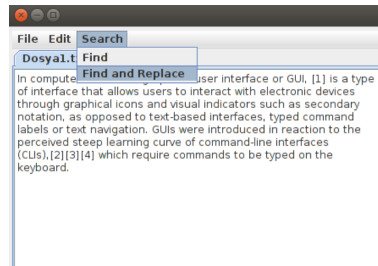 File Edit Search
Dosya1.t Find
Find and Replace
In compute user interface or GUI, [1] is a type
of interface that allows users to interact with electronic devices
through graphical icons and visual indicators such as secondary
notation, as opposed to text-based interfaces, typed command
labels or text navigation. GUIs were introduced in reaction to the
perceived steep learning curve of command-line interfaces
(CLIs),[2][3][4] which require commands to be typed on the
keyboard.